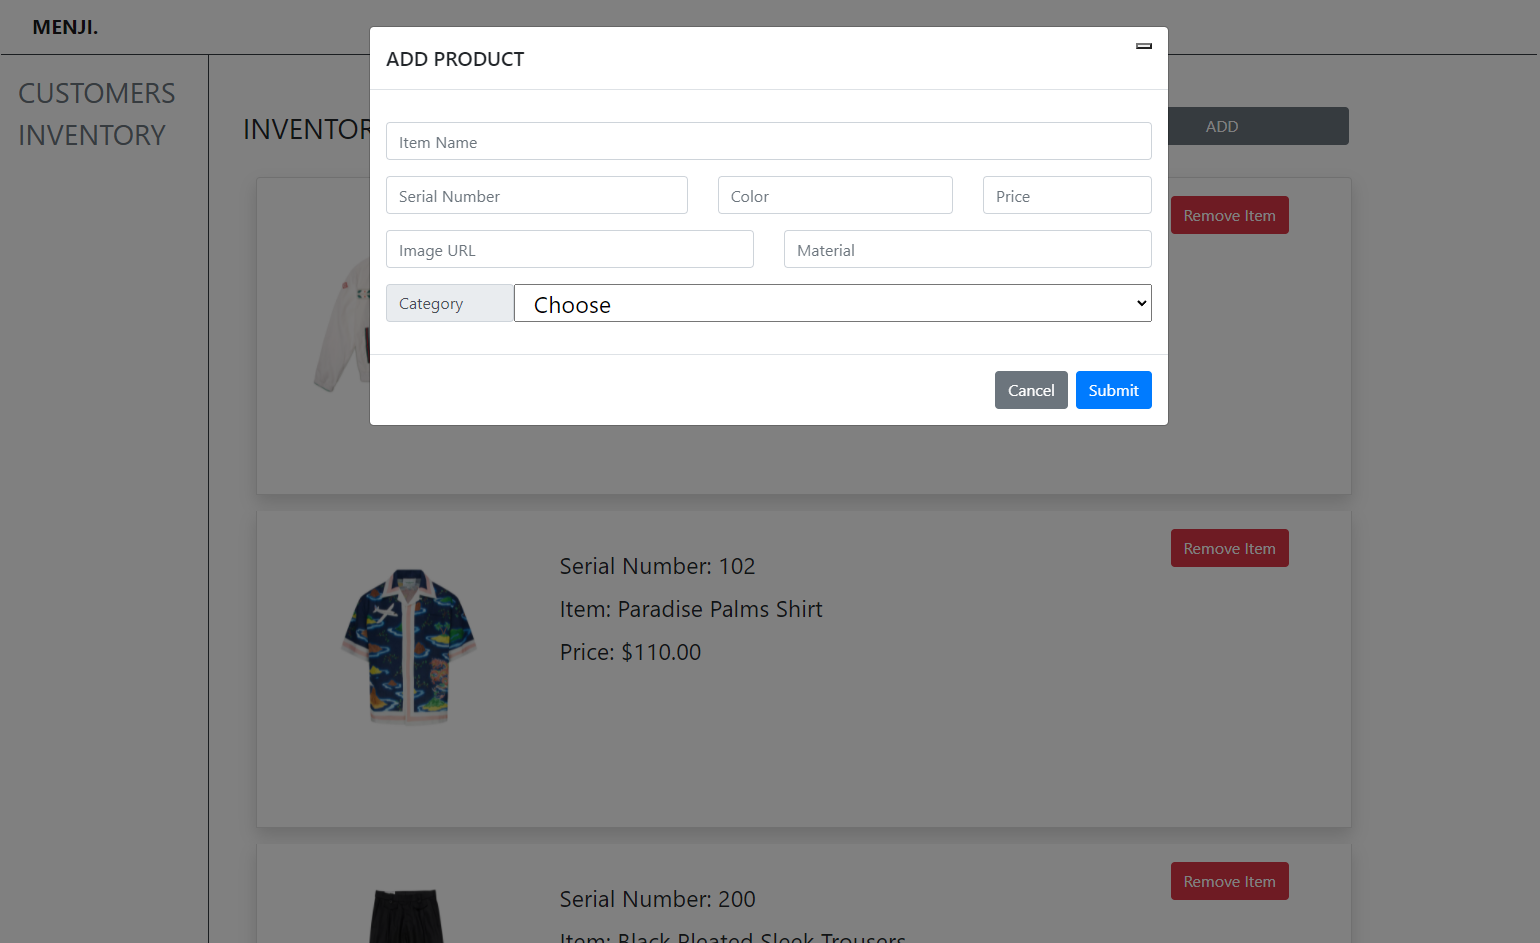 MENJI.
CUSTOMERS
INVENTORY
ADD PRODUCT
Item Name
Serial Number Color Price
Image URL Material
Category Choose
Cancel Submit
ADD
Remove Item
Remove Item
Serial Number: 102
Item: Paradise Palms Shirt
Price: $110.00
Remove Item
Serial Number: 200
Item: Black Pleated Sleek Trousers